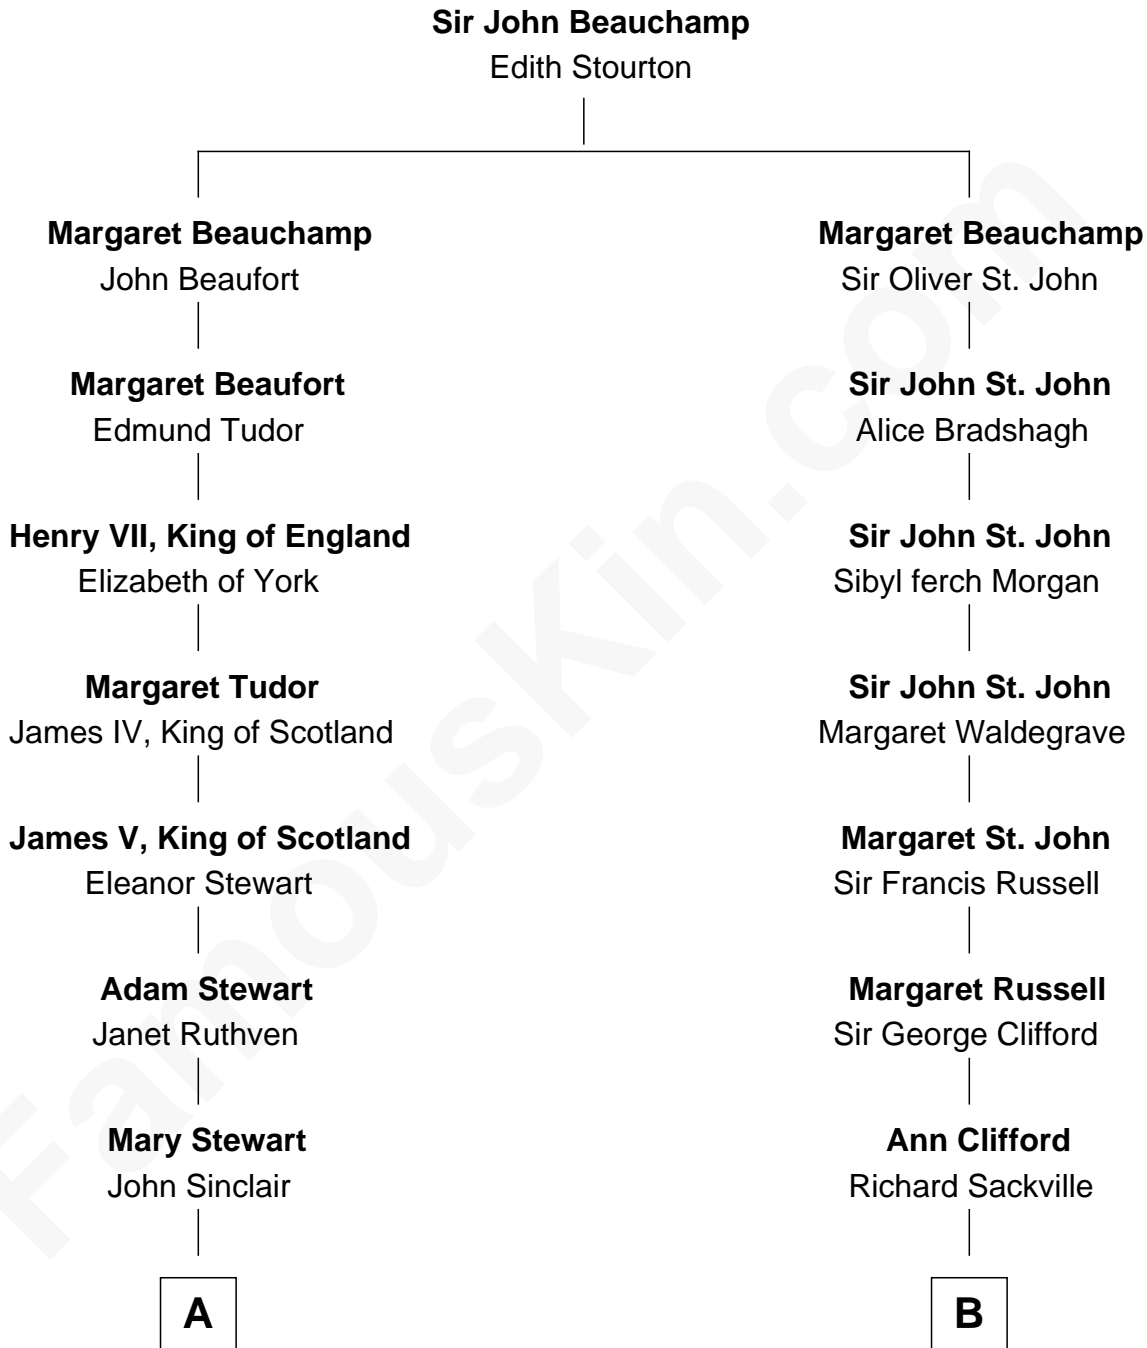 Sir John Beauchamp
Edith Stourton
Margaret Beauchamp
John Beaufort
Margaret Beaufort
Edmund Tudor
Henry VII, King of England
Elizabeth of York
Margaret Tudor
James IV, King of Scotland
James V, King of Scotland
Eleanor Stewart
Adam Stewart
Janet Ruthven
Mary Stewart
John Sinclair
A
Margaret Beauchamp
Sir Oliver St. John
Sir John St. John
Alice Bradshagh
Sir John St. John
Sibyl ferch Morgan
Sir John St. John
Margaret Waldegrave
Margaret St. John
Sir Francis Russell
Margaret Russell
Sir George Clifford
Ann Clifford
Richard Sackville
B
FamousKin.com